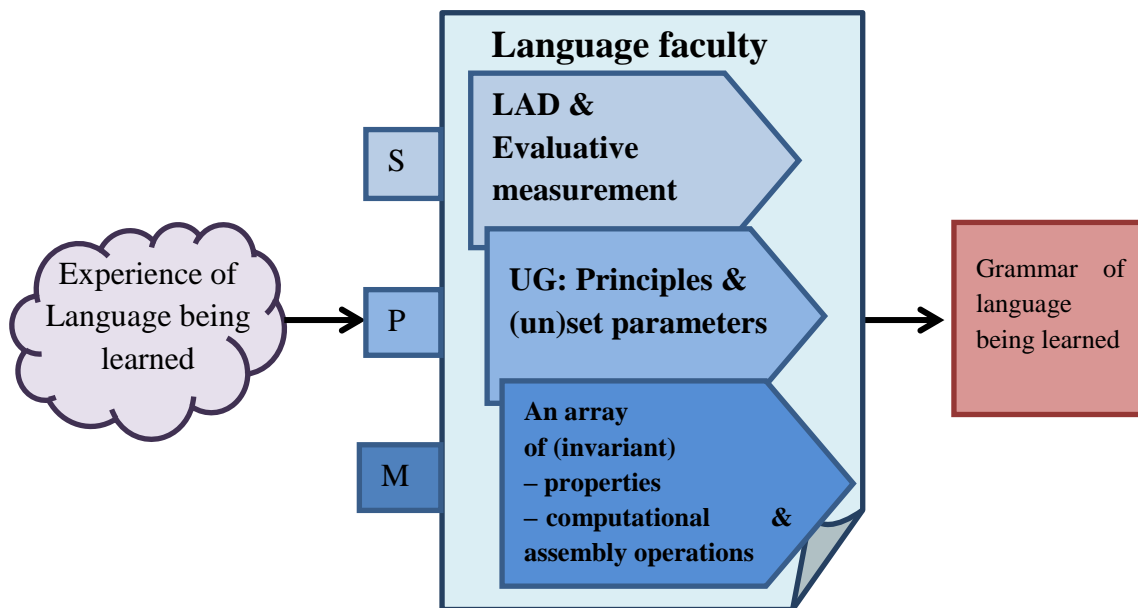 Language faculty
LAD &
Evaluative
measurement
S
Experience of
Language being
learned
P
UG: Principles &
(un)set parameters
Grammar of
language
being learned
M
An array
of (invariant)
– properties
– computational &
assembly operations